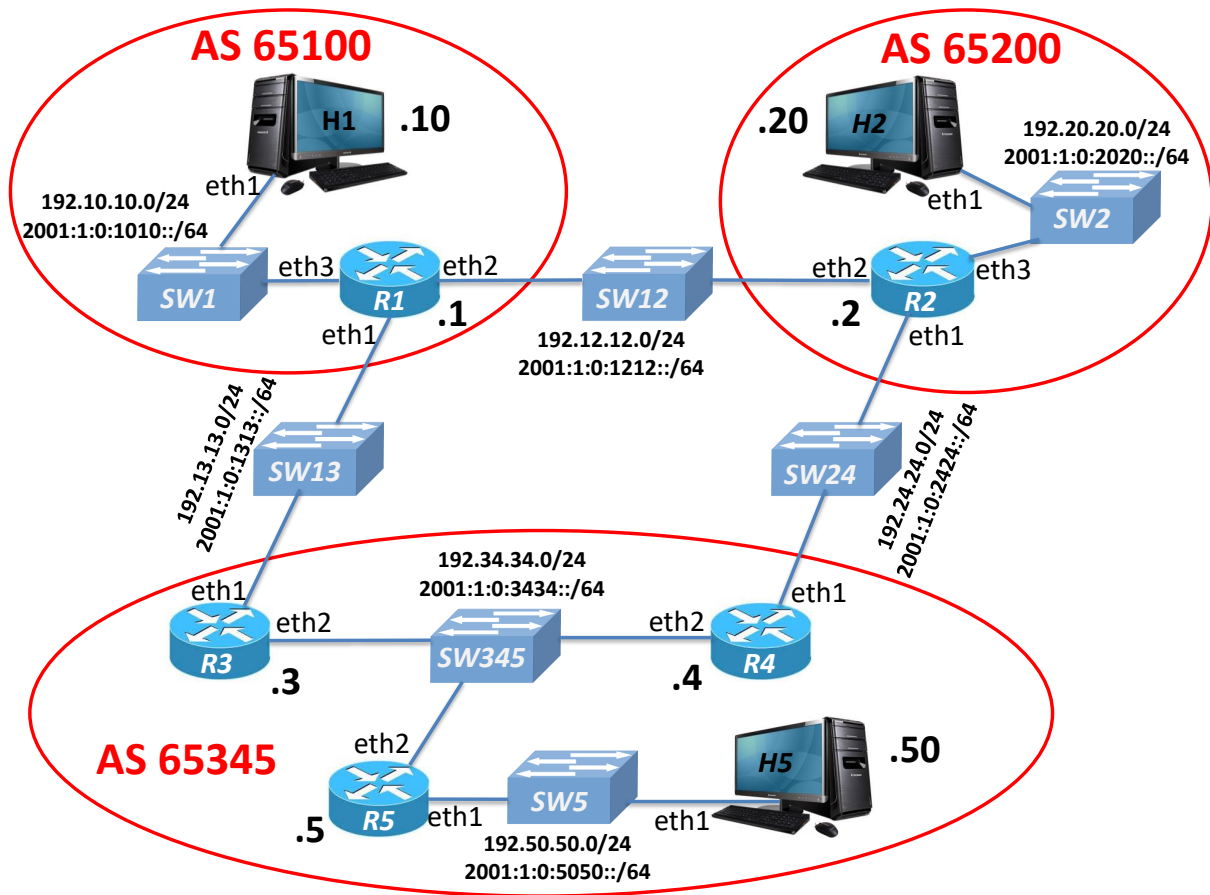 AS 65100
AS 65200
H1
.10
.20
H2
192.20.20.0/24
2001:1:0:2020::/64
eth1
eth1
192.10.10.0/24
2001:1:0:1010::/64
SW2
eth3
eth2
eth2
eth3
SW1
R1
SW12
R2
.1
.2
eth1
eth1
192.12.12.0/24
2001:1:0:1212::/64
192.13.13.0/24
2001:1:0:1313::/64
SW13
SW24
192.24.24.0/24
2001:1:0:2424::/64
192.34.34.0/24
2001:1:0:3434::/64
eth1
eth1
eth2
eth2
R3
SW345
R4
.3
.4
AS 65345
eth2
H5
.50
R5
SW5
eth1
eth1
.5
192.50.50.0/24
2001:1:0:5050::/64